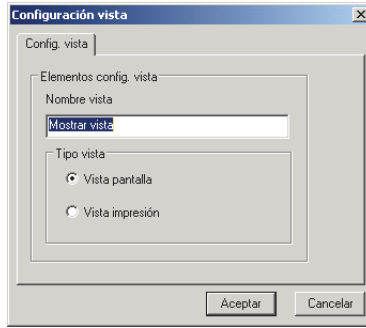 Configuración vista
Config. vista
Elementos config. vista
Nombre vista
Mostrar vista
Tipo vista
Vista pantalla
Vista impresión
Aceptar
Cancelar